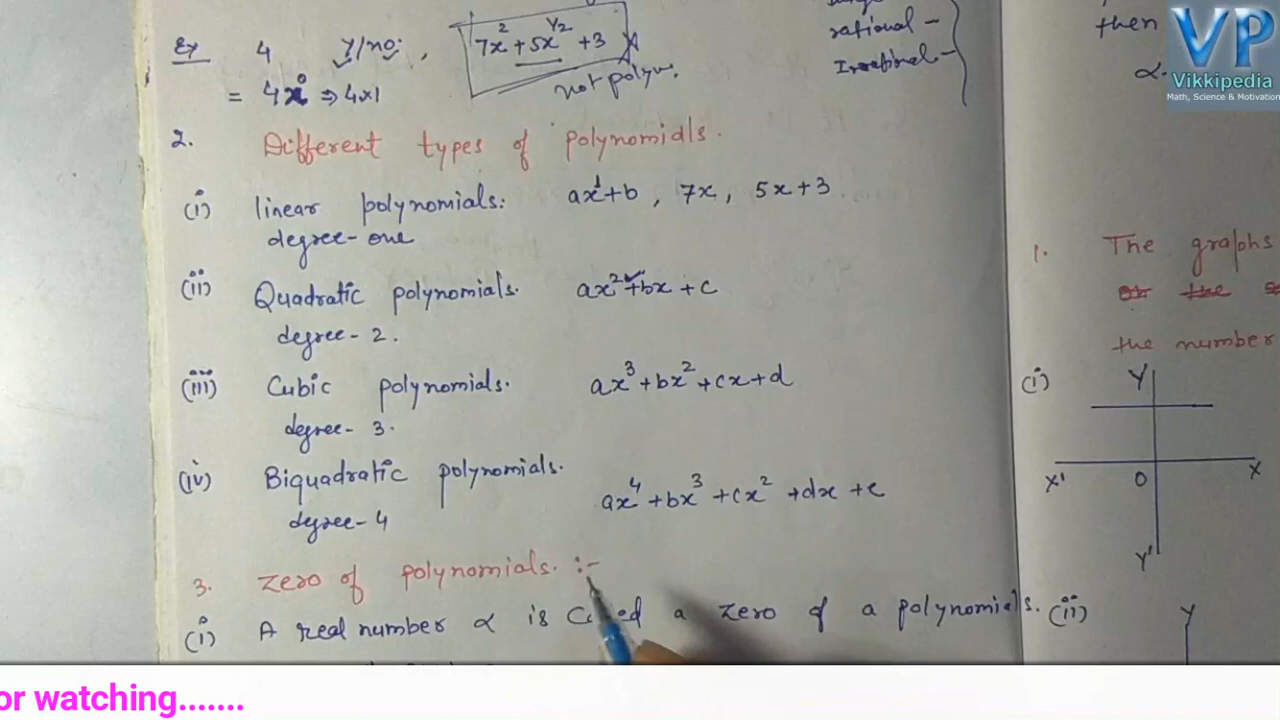 Ex 4 Y/no. , 7x² + 5x^1/2 + 3
not polyn.
= 4x⁰ ⇒ 4x1
rational -
then
α.
VP
Vikkipedia
Math, Science & Motivation
2. Different types of polynomials.
(i) linear polynomials: ax¹+b , 7x , 5x+3
degree-one
(ii) Quadratic polynomials. ax²+bx+c
degree-2.
(iii) Cubic polynomials. ax³+bx²+cx+d
degree-3.
(iv) Biquadratic polynomials. ax⁴+bx³+cx²+dx+e
degree-4
3. Zero of polynomials. :-
(i) A real number α is called a zero of a polynomials.
1. The graphs
the number
(i) Y
X' O X
Y'
(ii) Y
or watching.......